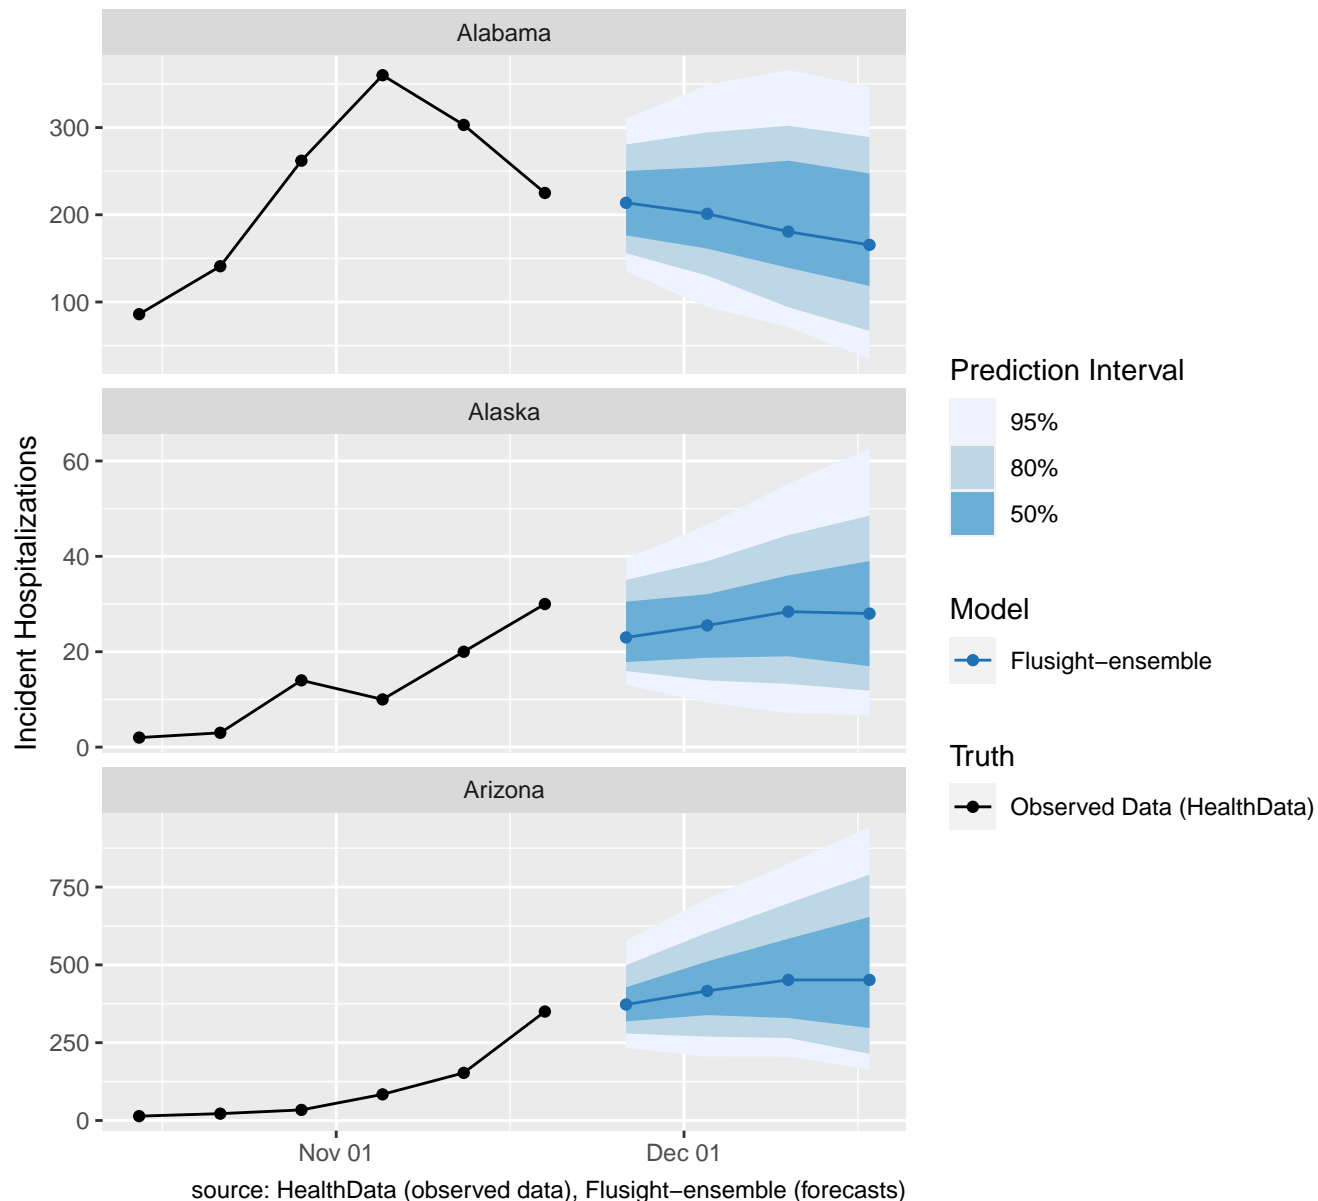 Alabama
300
200
100
Alaska
60
40
20
0
Arizona
750
500
250
0
Nov 01
Dec 01
Incident Hospitalizations
source: HealthData (observed data), Flusight−ensemble (forecasts)
Prediction Interval
95%
80%
50%
Model
Flusight−ensemble
Truth
Observed Data (HealthData)